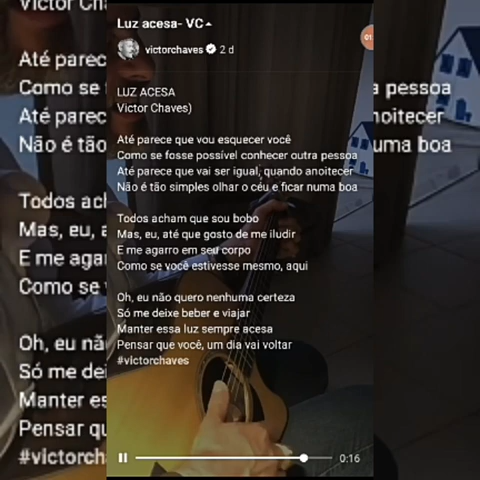 Luz acesa- VC
victorchaves 2 d
LUZ ACESA
Victor Chaves)
Até parece que vou esquecer você
Como se fosse possível conhecer outra pessoa
Até parece que vai ser igual, quando anoitecer
Não é tão simples olhar o céu e ficar numa boa
Todos acham que sou bobo
Mas, eu, até que gosto de me iludir
E me agarro em seu corpo
Como se você estivesse mesmo, aqui
Oh, eu não quero nenhuma certeza
Só me deixe beber e viajar
Manter essa luz sempre acesa
Pensar que você, um dia vai voltar
#victorchaves
0:16